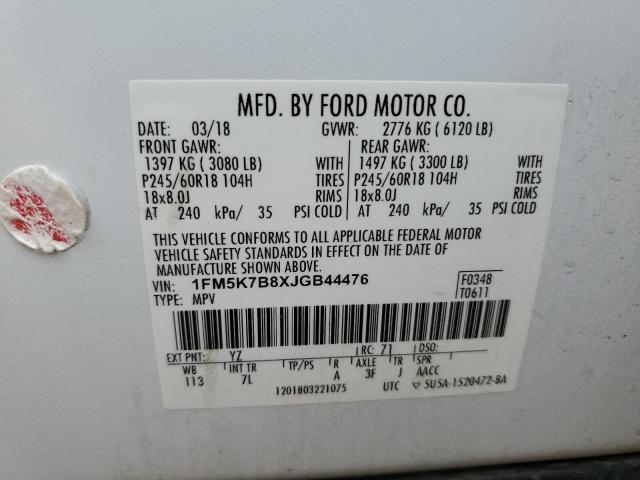 MFD. BY FORD MOTOR CO.
DATE: 03/18 GVWR: 2776 KG ( 6120 LB)
FRONT GAWR: REAR GAWR:
1397 KG ( 3080 LB) WITH 1497 KG ( 3300 LB) WITH
P245/60R18 104H TIRES P245/60R18 104H TIRES
18x8.0J RIMS 18x8.0J RIMS
AT 240 kPa/ 35 PSI COLD AT 240 kPa/ 35 PSI COLD
THIS VEHICLE CONFORMS TO ALL APPLICABLE FEDERAL MOTOR
VEHICLE SAFETY STANDARDS IN EFFECT ON THE DATE OF
MANUFACTURE SHOWN ABOVE.
VIN: 1FM5K7B8XJGB44476 F0348
TYPE: MPV T0611
EXT PNT: YZ RC: 71 DSO:
WB INT TR TP/PS R AXLE TR SPR
113 7L A 3F J AACC
1201803221075 UTC ▽ 5U5A-1520472-BA